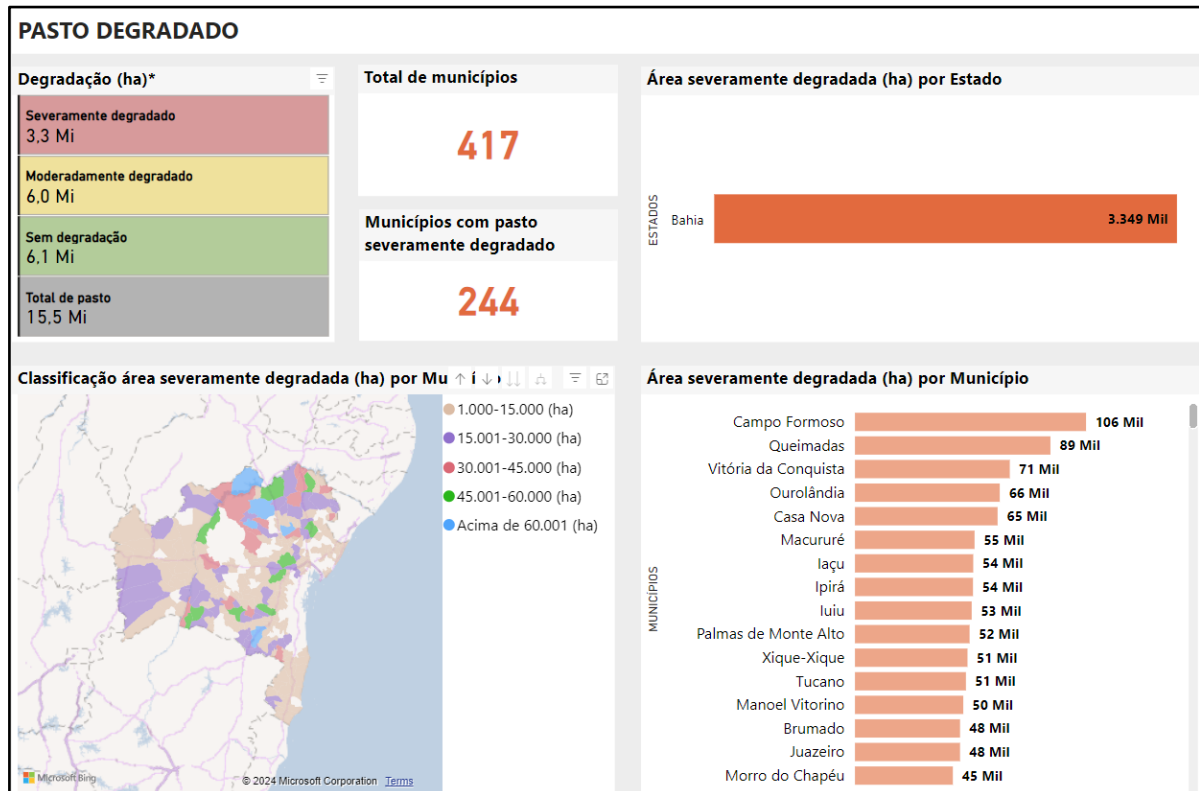 PASTO DEGRADADO
Degradação (ha)*
Severamente degradado
3,3 Mi
Moderadamente degradado
6,0 Mi
Sem degradação
6,1 Mi
Total de pasto
15,5 Mi
Total de municípios
417
Municípios com pasto
severamente degradado
244
Área severamente degradada (ha) por Estado
ESTADOS
Bahia
3.349 Mil
Classificação área severamente degradada (ha) por Mu
1.000-15.000 (ha)
15.001-30.000 (ha)
30.001-45.000 (ha)
45.001-60.000 (ha)
Acima de 60.001 (ha)
Microsoft Bing
© 2024 Microsoft Corporation Terms
Área severamente degradada (ha) por Município
MUNICÍPIOS
Campo Formoso 106 Mil
Queimadas 89 Mil
Vitória da Conquista 71 Mil
Ourolândia 66 Mil
Casa Nova 65 Mil
Macururé 55 Mil
Iaçu 54 Mil
Ipirá 54 Mil
Iuiu 53 Mil
Palmas de Monte Alto 52 Mil
Xique-Xique 51 Mil
Tucano 51 Mil
Manoel Vitorino 50 Mil
Brumado 48 Mil
Juazeiro 48 Mil
Morro do Chapéu 45 Mil